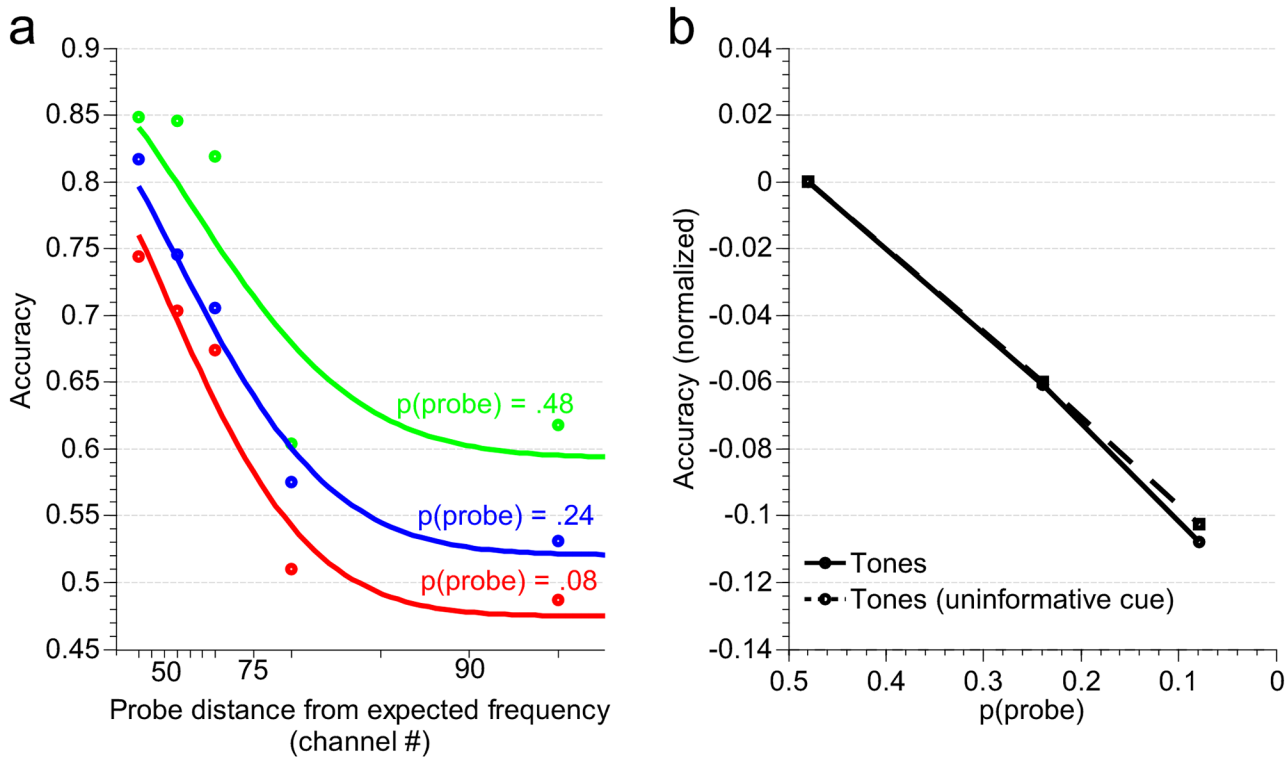 a
0.9
0.85
0.8
0.75
0.7
0.65
0.6
0.55
0.5
0.45
Accuracy
p(probe) = .48
p(probe) = .24
p(probe) = .08
50 75 90
Probe distance from expected frequency
(channel #)
b
0.04
0.02
0
-0.02
-0.04
-0.06
-0.08
-0.1
-0.12
-0.14
Accuracy (normalized)
Tones
Tones (uninformative cue)
0.5 0.4 0.3 0.2 0.1 0
p(probe)